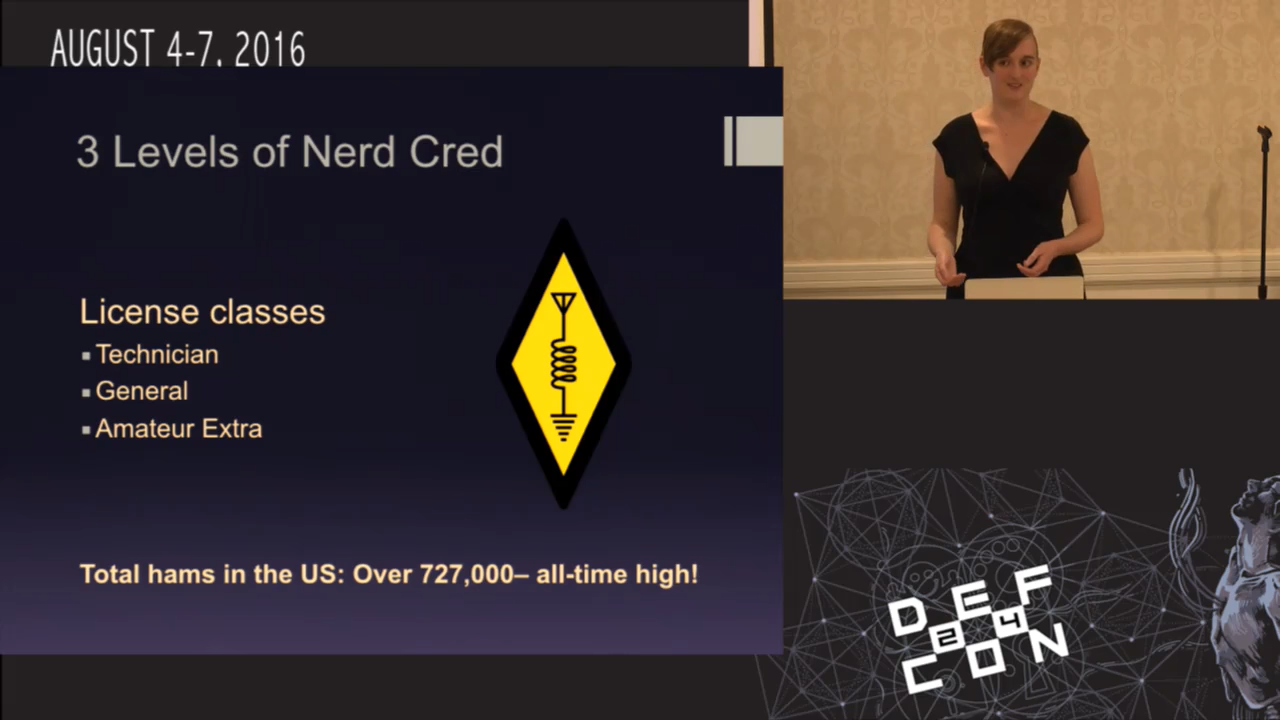 AUGUST 4-7, 2016
3 Levels of Nerd Cred
License classes
▪ Technician
▪ General
▪ Amateur Extra
Total hams in the US: Over 727,000– all-time high!
DEF
24
CON